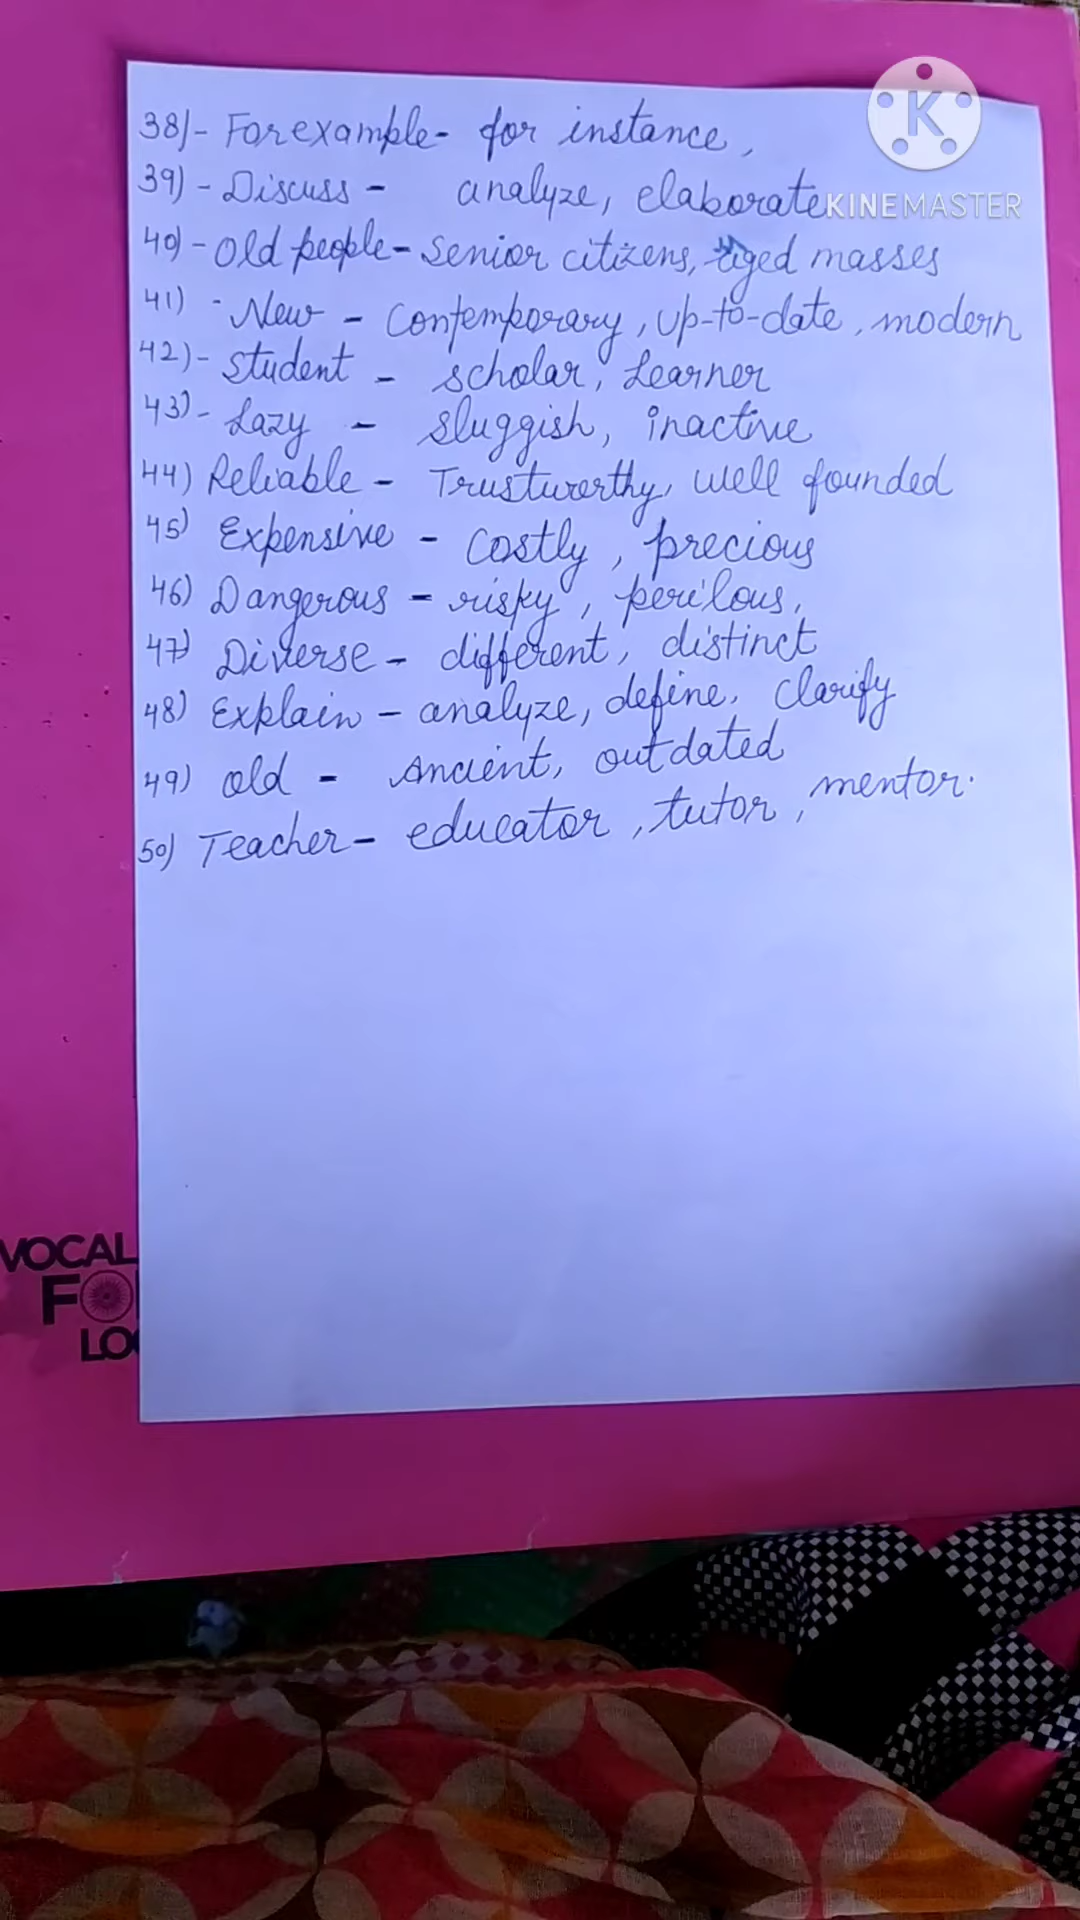 38)- For example- for instance,
39) - Discuss - analyze, elaborate
KINEMASTER
40) - Old people - Senior citizens, aged masses
41) - New - Contemporary, up-to-date, modern
42) - Student - scholar, Learner
43) - Lazy - sluggish, inactive
44) Reliable - Trustworthy, well founded
45) Expensive - costly, precious
46) Dangerous - risky, perilous,
47) Diverse - different, distinct
48) Explain - analyze, define, clarify
49) old - Ancient, outdated
50) Teacher - educator, tutor, mentor.
VOCAL
LO